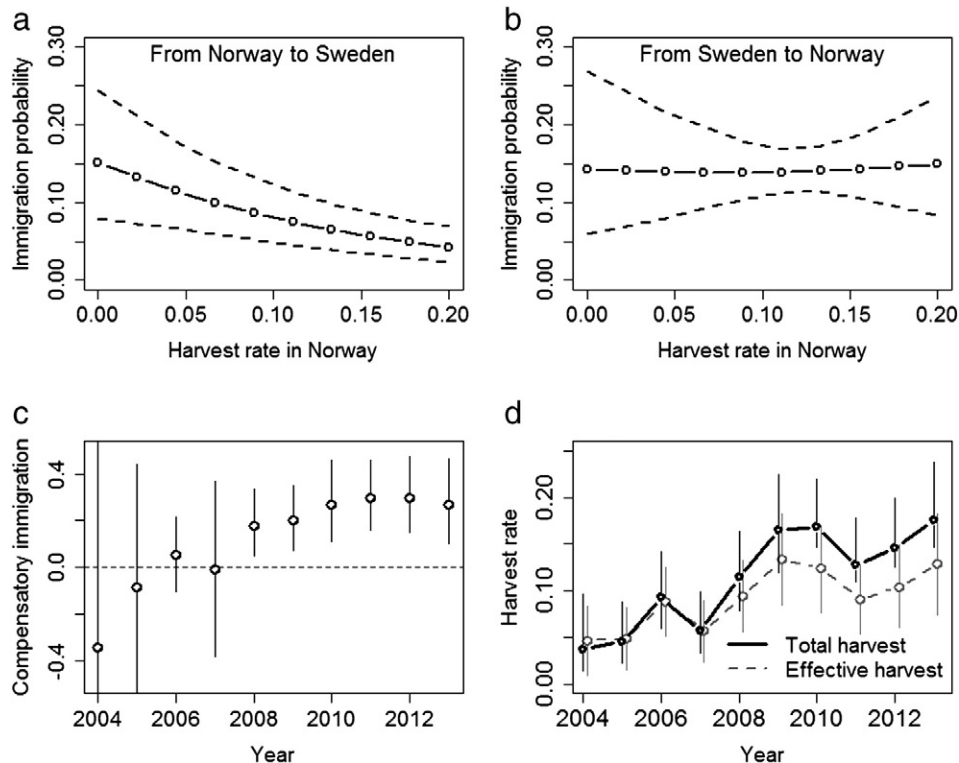 a
From Norway to Sweden
Immigration probability
0.30
0.20
0.10
0.00
0.00 0.05 0.10 0.15 0.20
Harvest rate in Norway
b
From Sweden to Norway
Immigration probability
0.30
0.20
0.10
0.00
0.00 0.05 0.10 0.15 0.20
Harvest rate in Norway
c
Compensatory immigration
0.4
0.0
-0.4
2004 2006 2008 2010 2012
Year
d
Harvest rate
0.20
0.10
0.00
Total harvest
Effective harvest
2004 2006 2008 2010 2012
Year